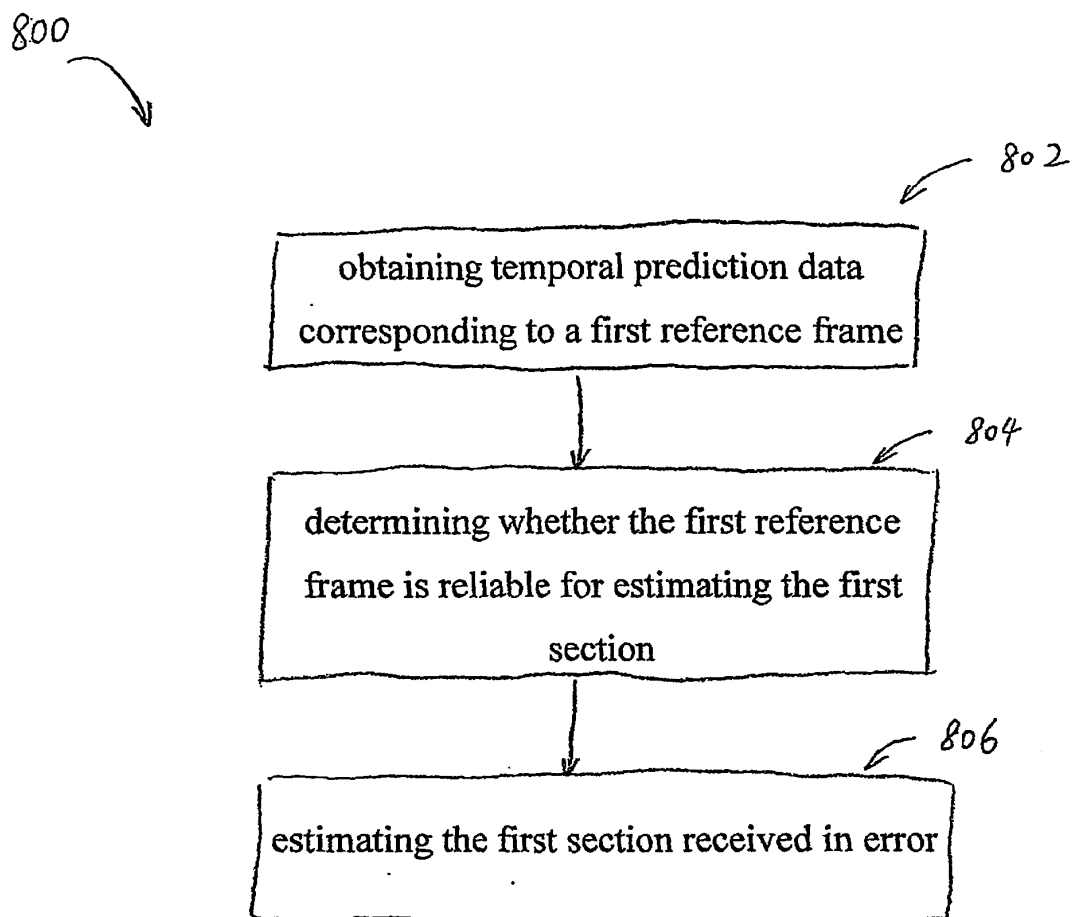 800
802
obtaining temporal prediction data
corresponding to a first reference frame
804
determining whether the first reference
frame is reliable for estimating the first
section
806
estimating the first section received in error